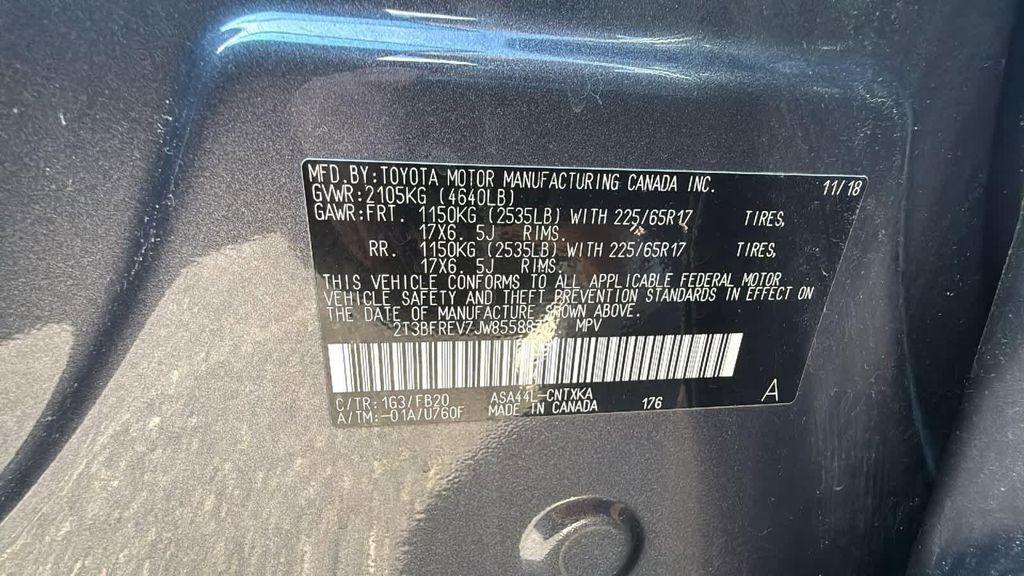 MFD.BY:TOYOTA MOTOR MANUFACTURING CANADA INC. 11/18
GVWR:2105KG (4640LB)
GAWR:FRT. 1150KG (2535LB) WITH 225/65R17 TIRES,
17X6.5J RIMS.
RR. 1150KG (2535LB) WITH 225/65R17 TIRES,
17X6.5J RIMS.
THIS VEHICLE CONFORMS TO ALL APPLICABLE FEDERAL MOTOR
VEHICLE SAFETY AND THEFT PREVENTION STANDARDS IN EFFECT ON
THE DATE OF MANUFACTURE SHOWN ABOVE.
MPV
C/TR:1G3/FB20 ASA44L-CNTXKA 176 A
A/TM:-01A/U760F MADE IN CANADA